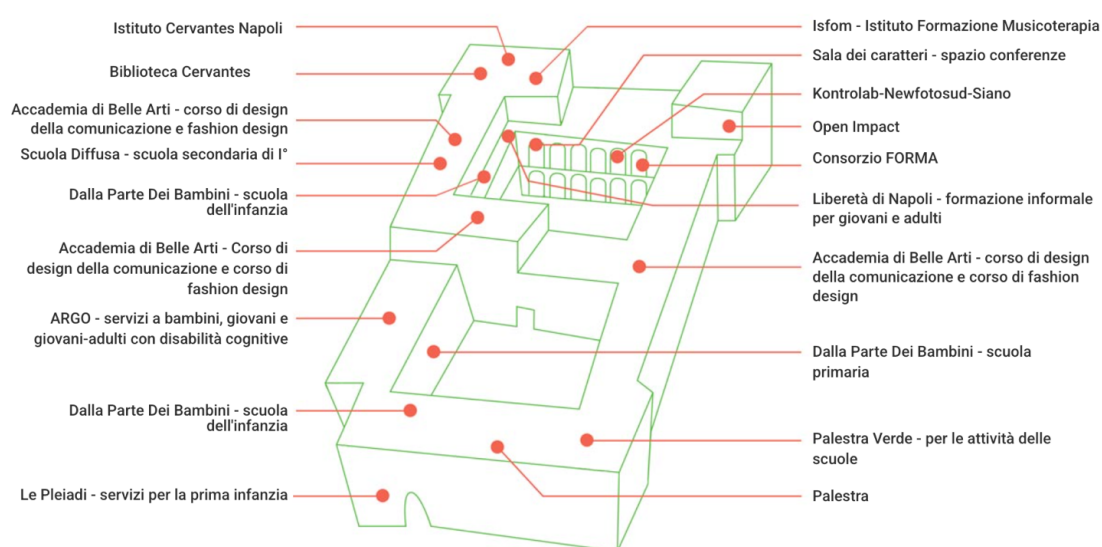 Istituto Cervantes Napoli
Biblioteca Cervantes
Accademia di Belle Arti - corso di design
della comunicazione e fashion design
Scuola Diffusa - scuola secondaria di I°
Dalla Parte Dei Bambini - scuola
dell'infanzia
Accademia di Belle Arti - Corso di
design della comunicazione e corso di
fashion design
ARGO - servizi a bambini, giovani e
giovani-adulti con disabilità cognitive
Dalla Parte Dei Bambini - scuola
dell'infanzia
Le Pleiadi - servizi per la prima infanzia
Isfom - Istituto Formazione Musicoterapia
Sala dei caratteri - spazio conferenze
Kontrolab-Newfotosud-Siano
Open Impact
Consorzio FORMA
Liberetà di Napoli - formazione informale
per giovani e adulti
Accademia di Belle Arti - corso di design
della comunicazione e corso di fashion
design
Dalla Parte Dei Bambini - scuola
primaria
Palestra Verde - per le attività delle
scuole
Palestra